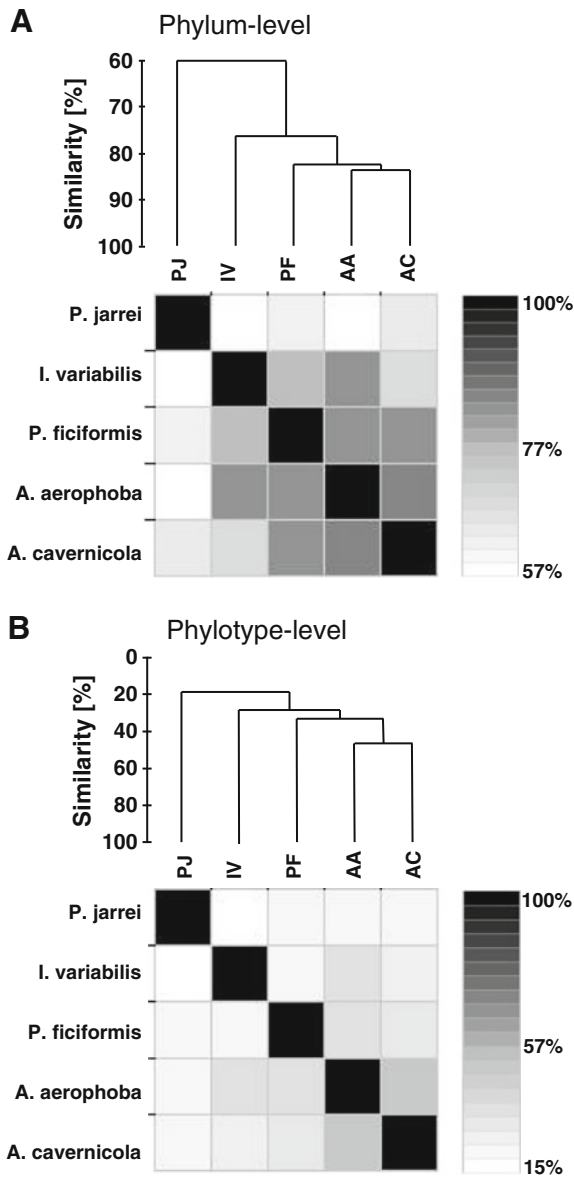 A
Phylum-level
Similarity [%]
60
70
80
90
100
PJ
IV
PF
AA
AC
P. jarrei
I. variabilis
P. ficiformis
A. aerophoba
A. cavernicola
100%
77%
57%
B
Phylotype-level
Similarity [%]
0
20
40
60
80
100
PJ
IV
PF
AA
AC
P. jarrei
I. variabilis
P. ficiformis
A. aerophoba
A. cavernicola
100%
57%
15%